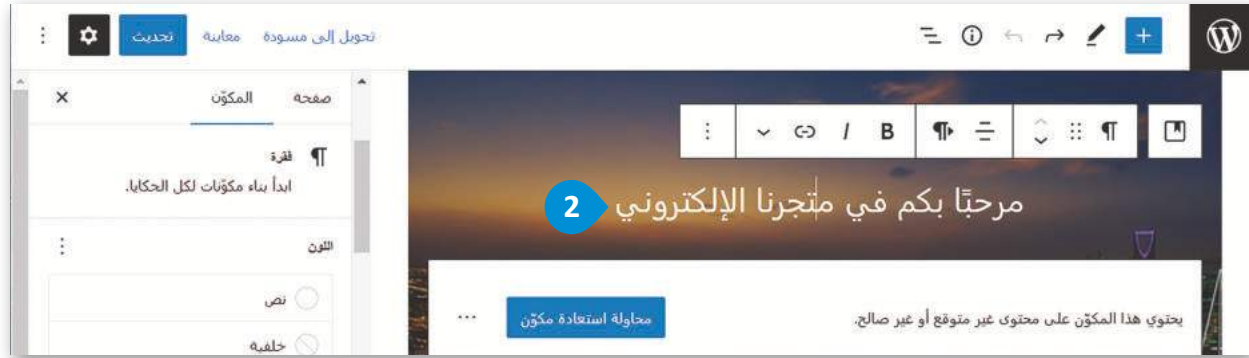 تحويل إلى مسودة
معاينة
تحديث
B I
مرحبًا بكم في متجرنا الإلكتروني
2
يحتوي هذا المكوّن على محتوى غير متوقع أو غير صالح.
محاولة استعادة مكوّن
صفحة
المكوّن
فقرة
ابدأ بناء مكوّنات لكل الحكايا.
اللون
نص
خلفية